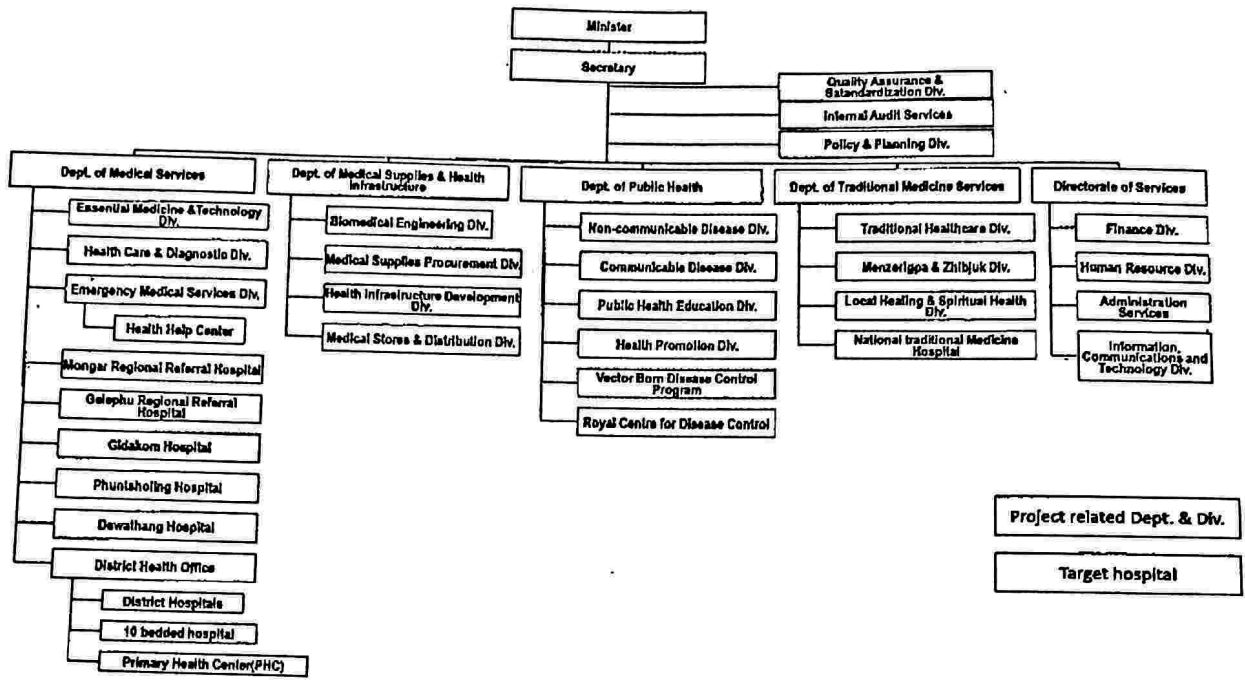 Minister
Secretary
Quality Assurance &
Satandardization Div.
Internal Audit Services
Policy & Planning Div.
Dept. of Medical Services
Essential Medicine &Technology
Div.
Health Care & Diagnostic Div.
Emergency Medical Services Div.
Health Help Center
Mongar Regional Referral Hospital
Gelephu Regional Referral
Hospital
Gidakom Hospital
Phuntsholing Hospital
Dewathang Hospital
District Health Office
District Hospitals
10 bedded hospital
Primary Health Center(PHC)
Dept. of Medical Supplies & Health
Infrastructure
Biomedical Engineering Div.
Medical Supplies Procurement Div.
Health Infrastructure Development
Div.
Medical Stores & Distribution Div.
Dept. of Public Health
Non-communicable Disease Div.
Communicable Disease Div.
Public Health Education Div.
Health Promotion Div.
Vector Born Disease Control
Program
Royal Centre for Disease Control
Dept. of Traditional Medicine Services
Traditional Healthcare Div.
Menzerigpa & Zhibjuk Div.
Local Healing & Spiritual Health
Div.
National traditional Medicine
Hospital
Directorate of Services
Finance Div.
Human Resource Div.
Administration
Services
Information,
Communications and
Technology Div.
Project related Dept. & Div.
Target hospital